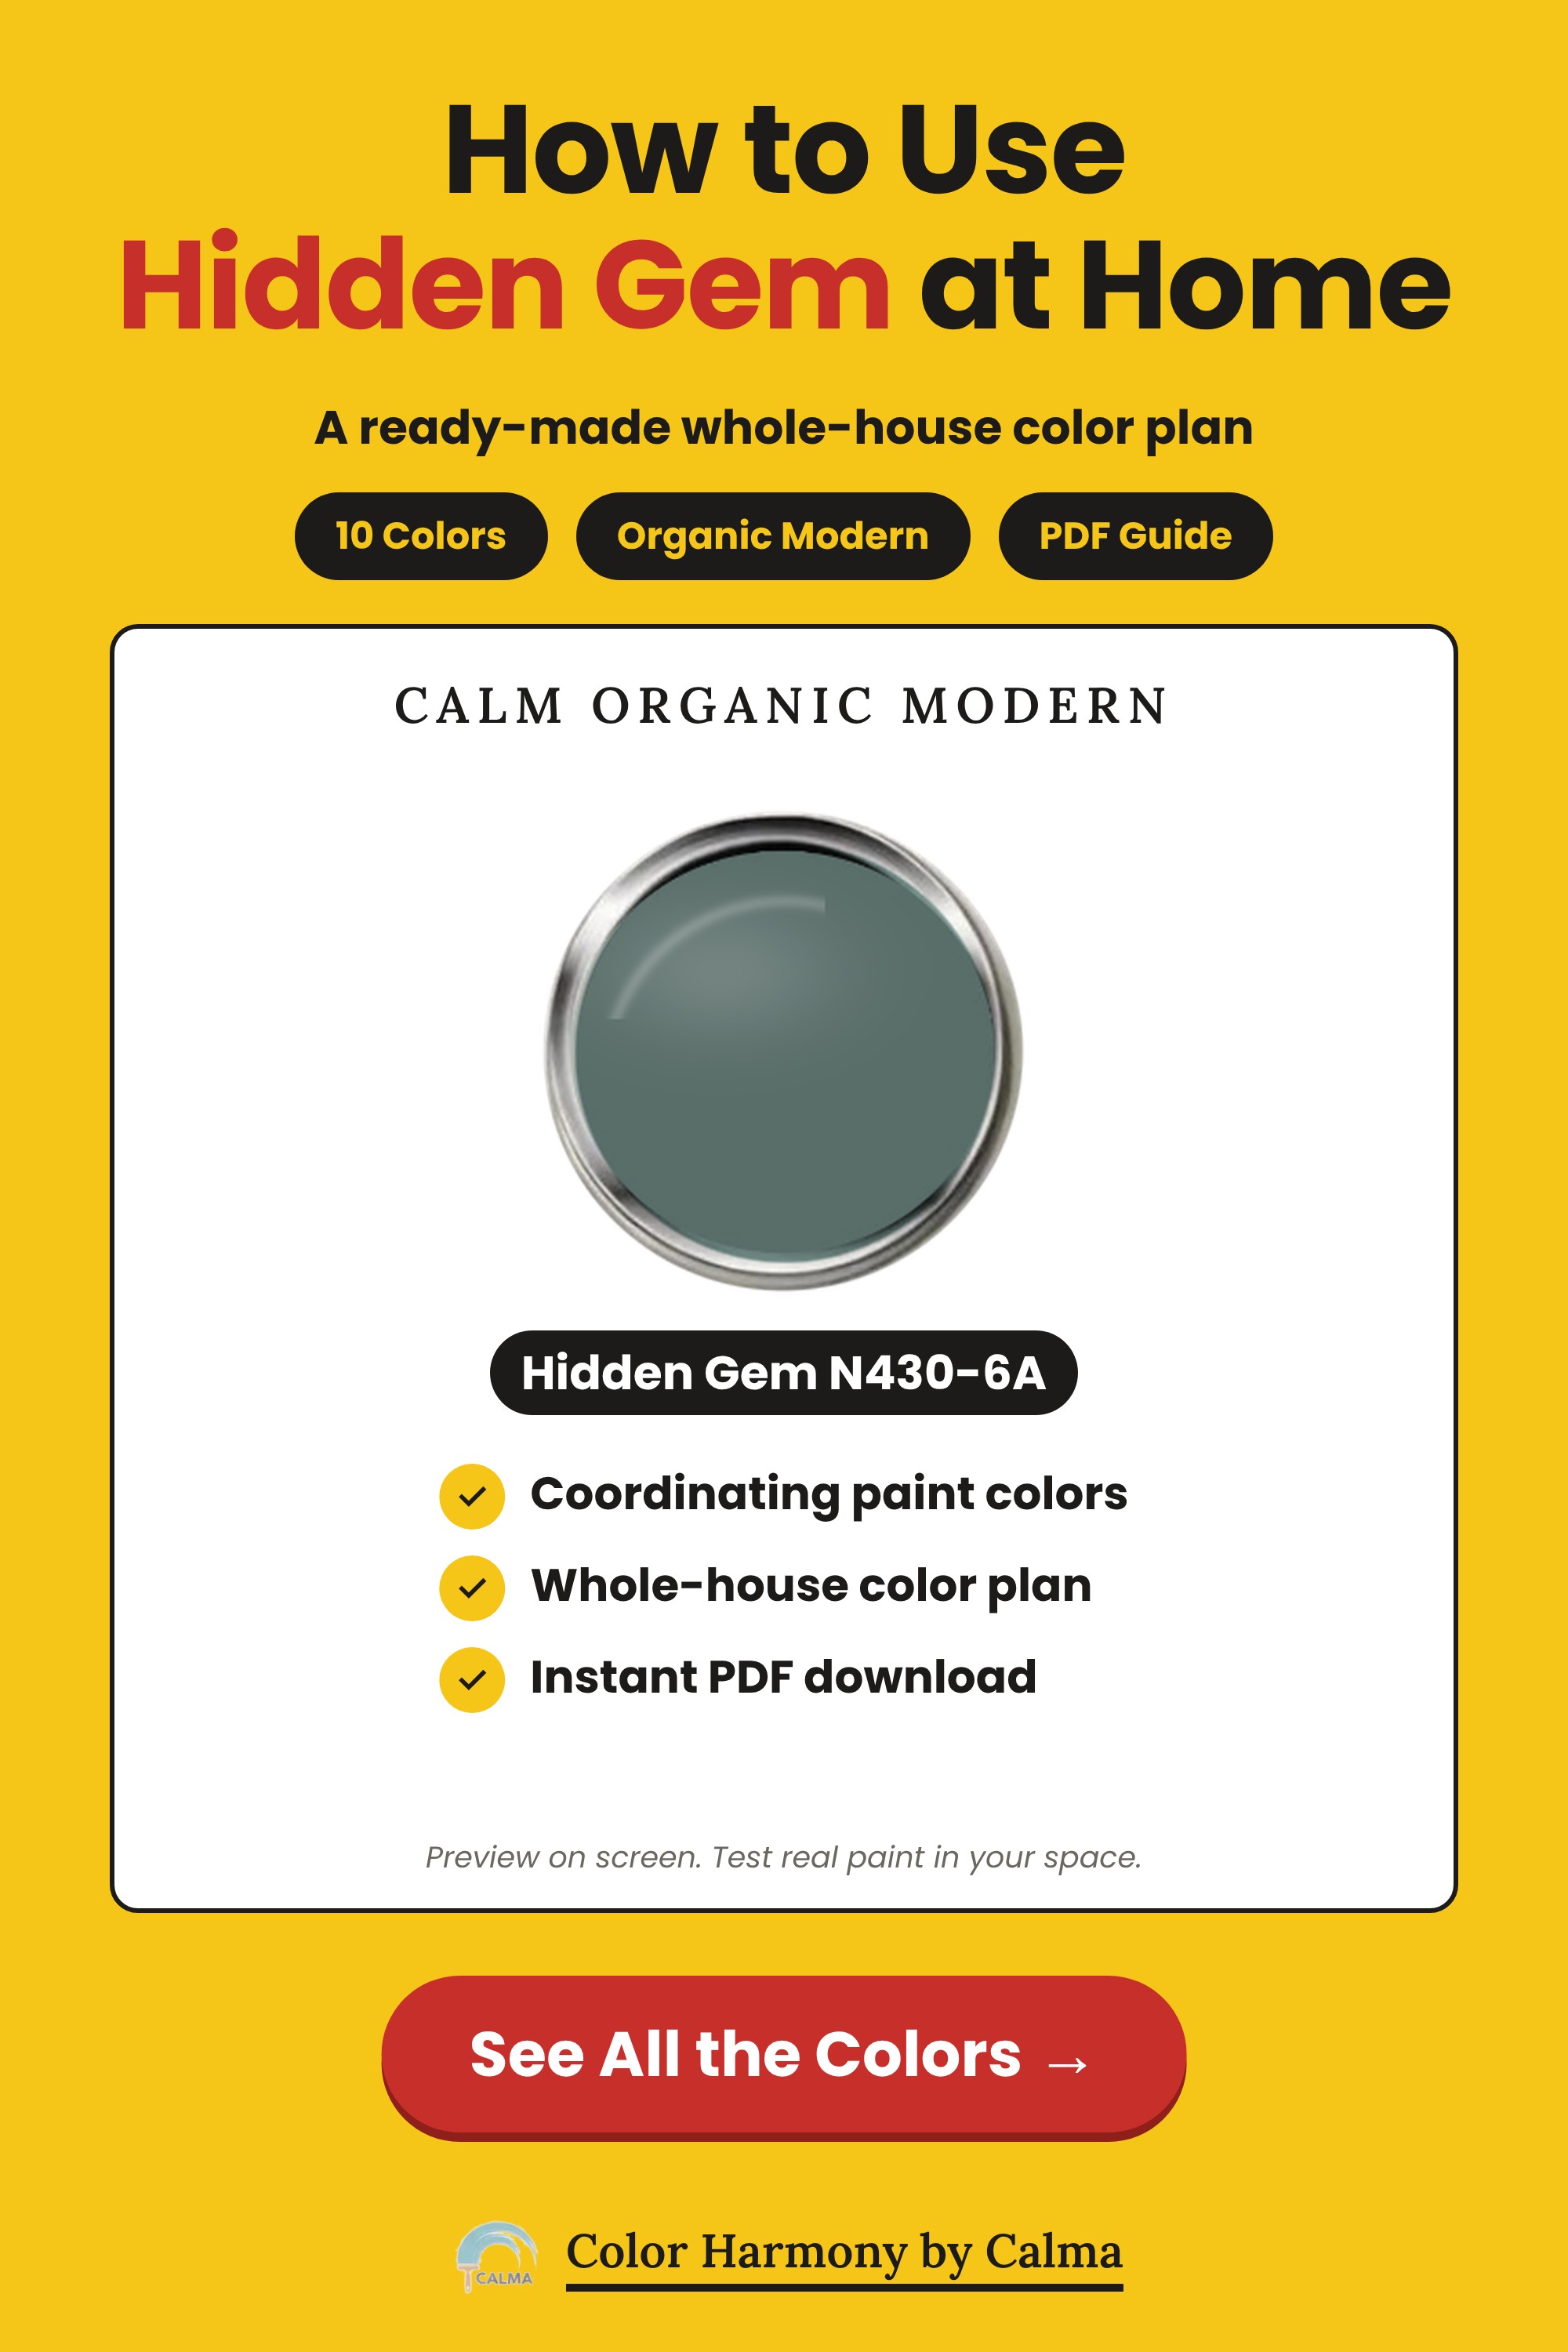 How to Use
Hidden Gem at Home
A ready-made whole-house color plan
10 Colors
Organic Modern
PDF Guide
CALM ORGANIC MODERN
Hidden Gem N430-6A
Coordinating paint colors
Whole-house color plan
Instant PDF download
Preview on screen. Test real paint in your space.
See All the Colors →
CALMA
Color Harmony by Calma